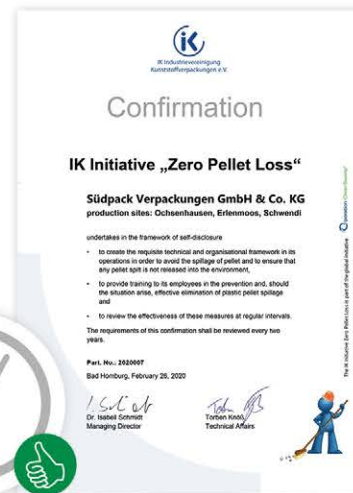 iK
IK Industrievereinigung
Kunststoffverpackungen e.V.
Confirmation
IK Initiative „Zero Pellet Loss“
Südpack Verpackungen GmbH & Co. KG
production sites: Ochsenhausen, Erlenmoos, Schwendi
undertakes in the framework of self-disclosure
- to create the requisite technical and organisational framework in its
operations in order to avoid the spillage of pellet and to ensure that
any pellet spilt is not released into the environment,
- to provide training to its employees in the prevention and, should
the situation arise, effective elimination of plastic pellet spillage
and
- to review the effectiveness of these measures at regular intervals.
The requirements of this confirmation shall be reviewed every two
years.
Part. No.: 2020007
Bad Homburg, February 26, 2020
Dr. Isabell Schmidt
Managing Director
Torben Knöß
Technical Affairs
The IK initiative Zero Pellet Loss is part of the global initiative
Operation Clean Sweep